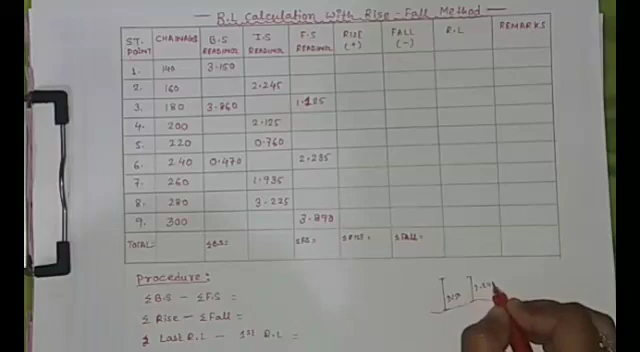 R.L Calculation With Rise - Fall Method
ST. POINT CHAINAGE B.S READING I.S READING F.S READING RISE (+) FALL (-) R.L REMARKS
1. 140 3.150
2. 160 2.245
3. 180 3.860 1.125
4. 200 2.125
5. 220 0.760
6. 240 0.470 2.235
7. 260 1.935
8. 280 3.225
9. 300 3.890
TOTAL: ΣB.S= ΣFS= ΣRISE= ΣFALL=
Procedure:
ΣB.S - ΣF.S =
ΣRise - ΣFall =
Σ Last R.L - 1st R.L =